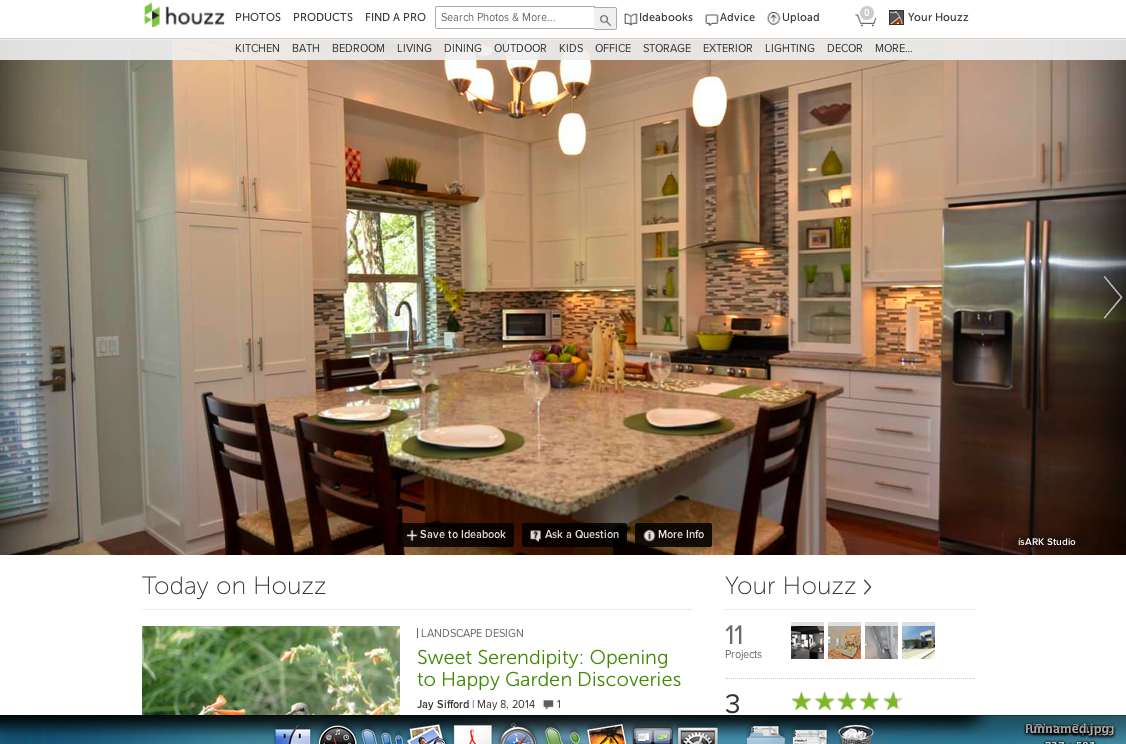 houzz PHOTOS PRODUCTS FIND A PRO Search Photos & More... Ideabooks Advice Upload 0 Your Houzz
KITCHEN BATH BEDROOM LIVING DINING OUTDOOR KIDS OFFICE STORAGE EXTERIOR LIGHTING DECOR MORE...
Save to Ideabook Ask a Question More Info
isARK Studio
Today on Houzz
Your Houzz
LANDSCAPE DESIGN
Sweet Serendipity: Opening
to Happy Garden Discoveries
Jay Sifford | May 8, 2014 1
11
Projects
3